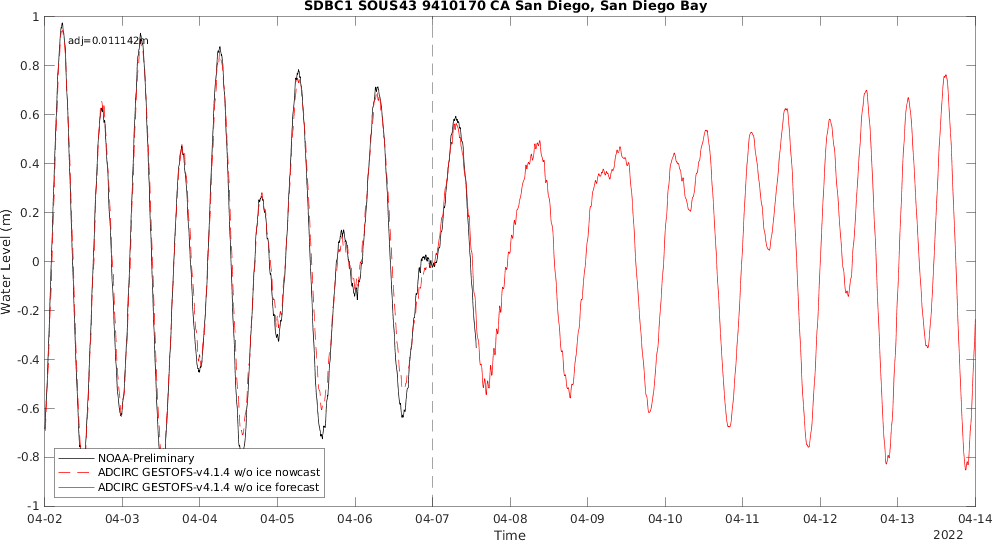 SDBC1 SOUS43 9410170 CA San Diego, San Diego Bay
adj=0.011142m
Water Level (m)
1
0.8
0.6
0.4
0.2
0
-0.2
-0.4
-0.6
-0.8
-1
NOAA-Preliminary
ADCIRC GESTOFS-v4.1.4 w/o ice nowcast
ADCIRC GESTOFS-v4.1.4 w/o ice forecast
04-02 04-03 04-04 04-05 04-06 04-07 04-08 04-09 04-10 04-11 04-12 04-13 04-14
Time
2022